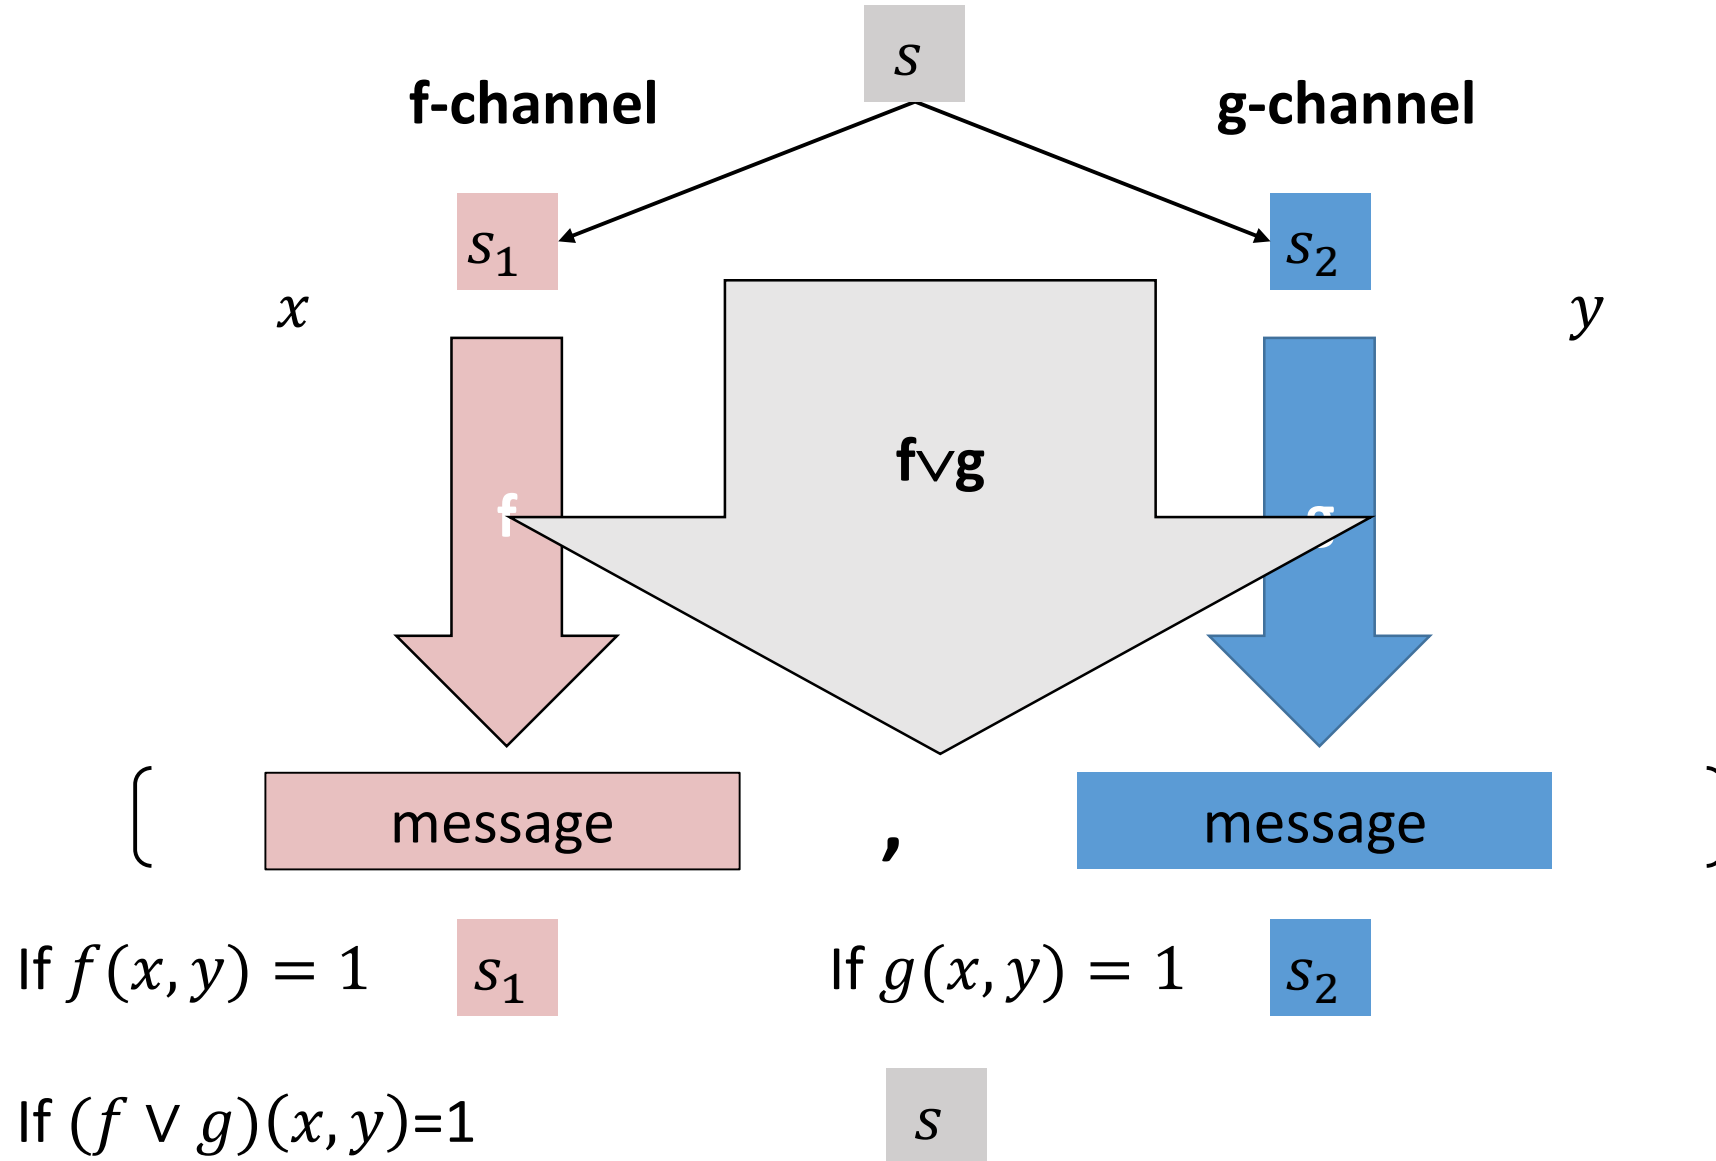 s
f-channel
g-channel
s₁
s₂
x
y
f∨g
f
g
( message , message )
If f(x, y) = 1 s₁ If g(x, y) = 1 s₂
If (f ∨ g)(x, y)=1 s